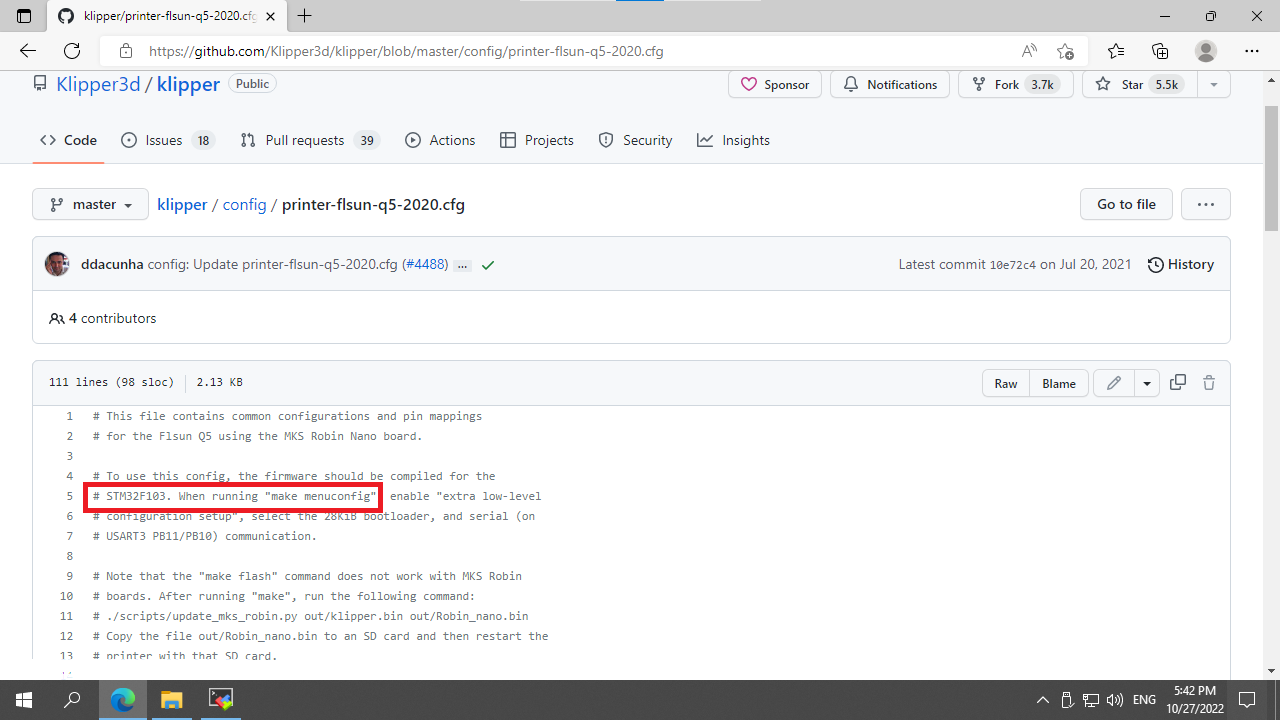 klipper/printer-flsun-q5-2020.cfg
https://github.com/Klipper3d/klipper/blob/master/config/printer-flsun-q5-2020.cfg
Klipper3d / klipper Public Sponsor Notifications Fork 3.7k Star 5.5k
Code Issues 18 Pull requests 39 Actions Projects Security Insights
master klipper / config / printer-flsun-q5-2020.cfg Go to file ...
ddacunha config: Update printer-flsun-q5-2020.cfg (#4488) ... Latest commit 10e72c4 on Jul 20, 2021 History
4 contributors
111 lines (98 sloc) 2.13 KB Raw Blame
1 # This file contains common configurations and pin mappings
2 # for the Flsun Q5 using the MKS Robin Nano board.
3
4 # To use this config, the firmware should be compiled for the
5 # STM32F103. When running "make menuconfig", enable "extra low-level
6 # configuration setup", select the 28KiB bootloader, and serial (on
7 # USART3 PB11/PB10) communication.
8
9 # Note that the "make flash" command does not work with MKS Robin
10 # boards. After running "make", run the following command:
11 # ./scripts/update_mks_robin.py out/klipper.bin out/Robin_nano.bin
12 # Copy the file out/Robin_nano.bin to an SD card and then restart the
13 # printer with that SD card.
ENG 5:42 PM
10/27/2022